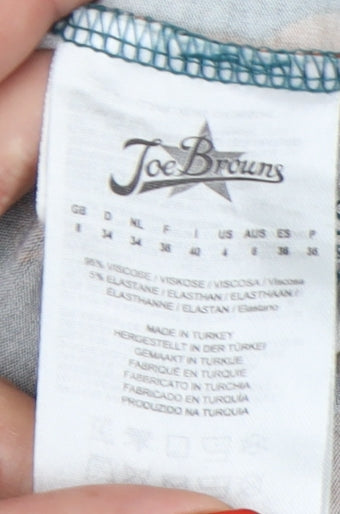 Joe Browns
GB D NL F I US AUS ES P
8 34 34 36 40 4 8 36 36
95% VISCOSE / VISKOSE / VISCOSA / Viscosa
5% ELASTANE / ELASTHAN / ELASTHAAN /
ELASTHANNE / ELASTAN / Elastano
MADE IN TURKEY
HERGESTELLT IN DER TÜRKEI
GEMAAKT IN TURKIJE
FABRIQUÉ EN TURQUIE
FABBRICATO IN TURCHIA
FABRICADO EN TURQUÍA
PRODUZIDO NA TURQUIA